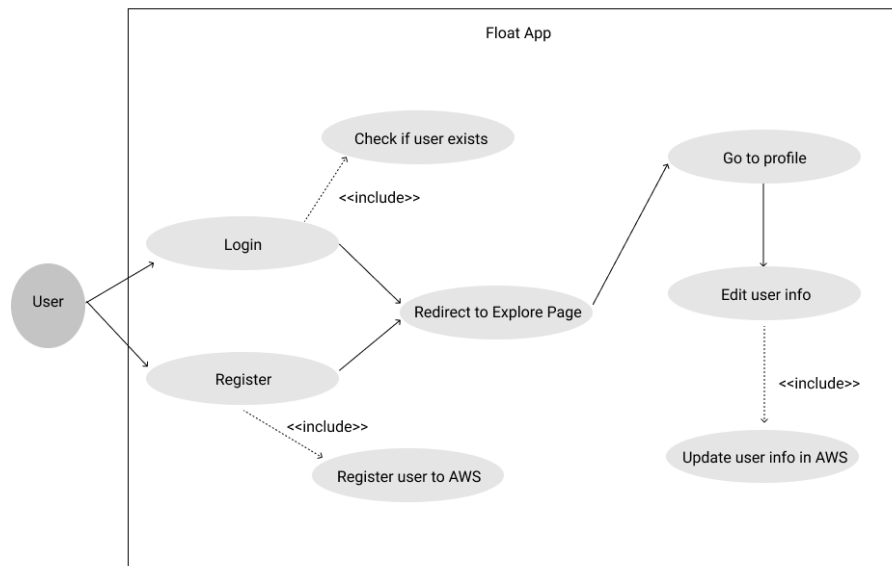 Float App
Check if user exists
Go to profile
<<include>>
Login
User
Edit user info
Redirect to Explore Page
Register
<<include>>
<<include>>
Register user to AWS
Update user info in AWS